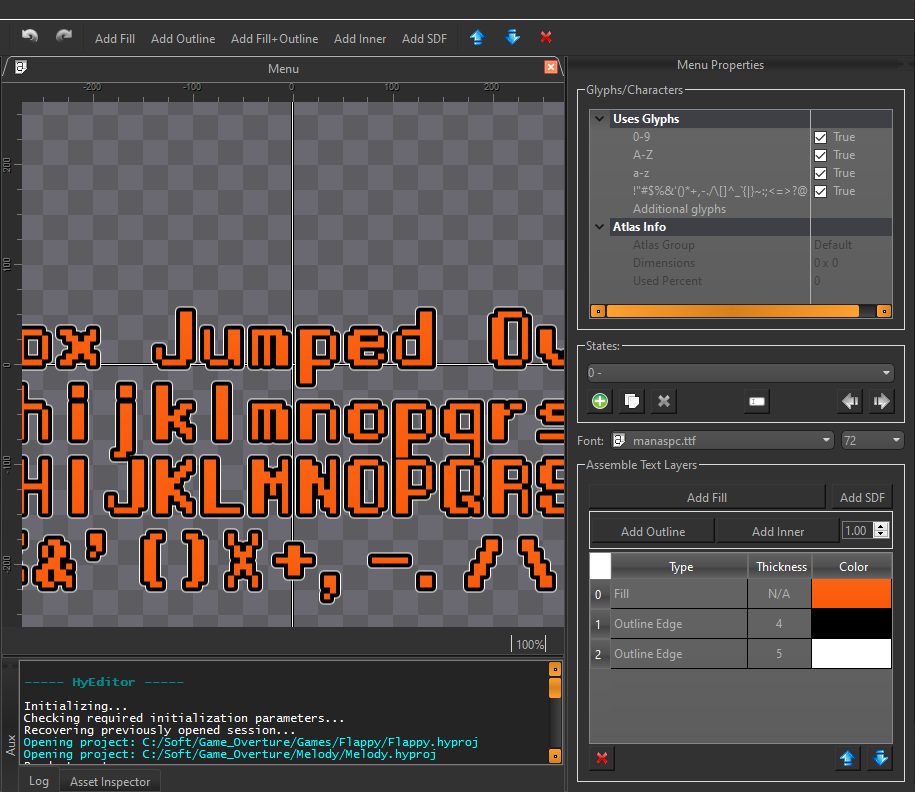 Add Fill Add Outline Add Fill+Outline Add Inner Add SDF
Menu
-200 -100 0 100 200
200
100
0
-100
-200
ox Jumped Ov
hijklmnopqrs
HIJKLMNOPQRS
&'()X+,-./\
100%
----- HyEditor -----
Initializing...
Checking required initialization parameters...
Recovering previously opened session...
Opening project: C:/Soft/Game_Overture/Games/Flappy/Flappy.hyproj
Opening project: C:/Soft/Game_Overture/Melody/Melody.hyproj
Aux
Log Asset Inspector
Menu Properties
Glyphs/Characters
Uses Glyphs
0-9 True
A-Z True
a-z True
!"#$%&'()*+,-./\[]^_`{|}~:;<=>?@ True
Additional glyphs
Atlas Info
Atlas Group Default
Dimensions 0 x 0
Used Percent 0
States:
0 -
Font: manaspc.ttf 72
Assemble Text Layers
Add Fill Add SDF
Add Outline Add Inner 1.00
Type Thickness Color
0 Fill N/A
1 Outline Edge 4
2 Outline Edge 5